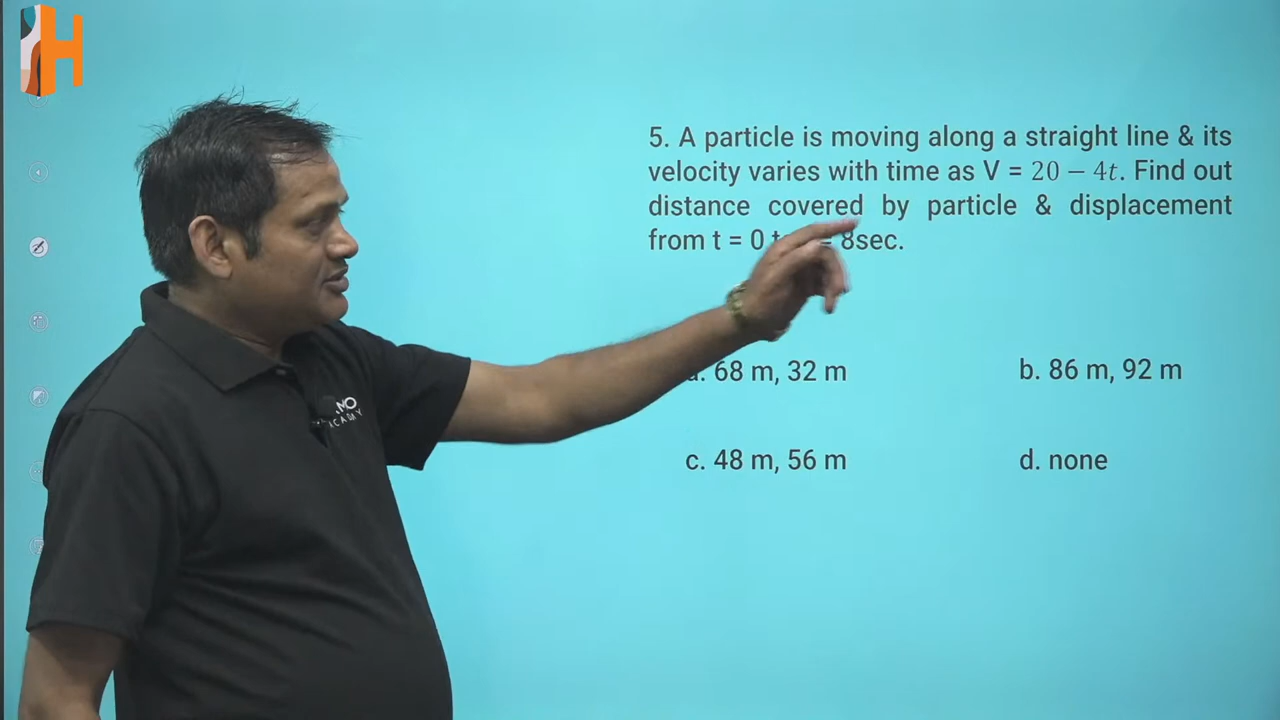 H
5. A particle is moving along a straight line & its
velocity varies with time as V = 20 − 4t. Find out
distance covered by particle & displacement
from t = 0 = 8sec.
68 m, 32 m
b. 86 m, 92 m
c. 48 m, 56 m
d. none